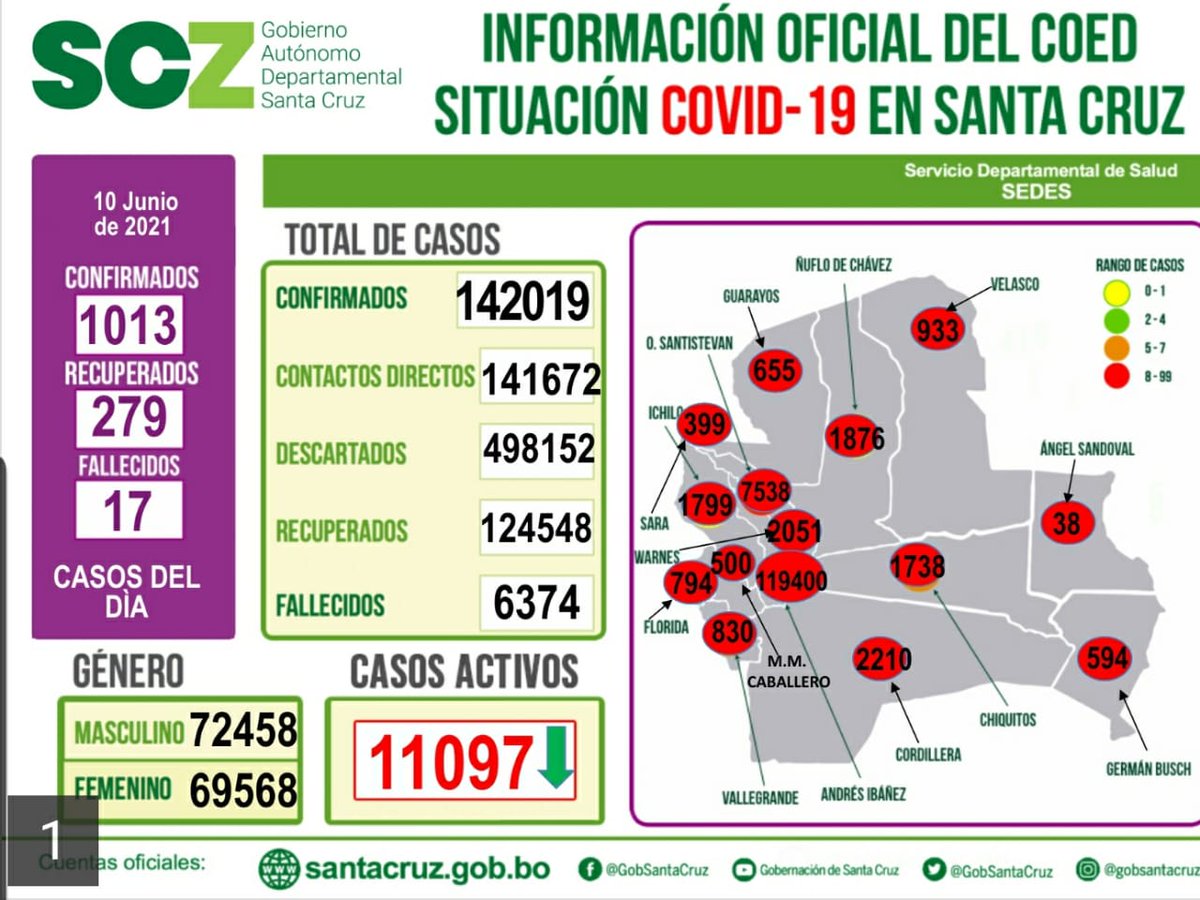 SCZ
Gobierno
Autónomo
Departamental
Santa Cruz
INFORMACIÓN OFICIAL DEL COED
SITUACIÓN COVID-19 EN SANTA CRUZ
Servicio Departamental de Salud
SEDES
10 Junio
de 2021
CONFIRMADOS
1013
RECUPERADOS
279
FALLECIDOS
17
CASOS DEL
DÌA
TOTAL DE CASOS
CONFIRMADOS 142019
CONTACTOS DIRECTOS 141672
DESCARTADOS 498152
RECUPERADOS 124548
FALLECIDOS 6374
GÉNERO
MASCULINO 72458
FEMENINO 69568
CASOS ACTIVOS
11097
RANGO DE CASOS
0 - 1
2 - 4
5 - 7
8 - 99
ÑUFLO DE CHÁVEZ
VELASCO
GUARAYOS
933
O. SANTISTEVAN
655
ICHILO
399
1876
ÁNGEL SANDOVAL
7538
1799
SARA
38
2051
WARNES
500
1738
794
119400
FLORIDA
830
M.M.
CABALLERO
2210
594
CHIQUITOS
CORDILLERA
GERMÁN BUSCH
VALLEGRANDE
ANDRÉS IBÁÑEZ
1
Cuentas oficiales:
www
santacruz.gob.bo
@GobSantaCruz
Gobernación de Santa Cruz
@GobSantaCruz
@gobsantacruz